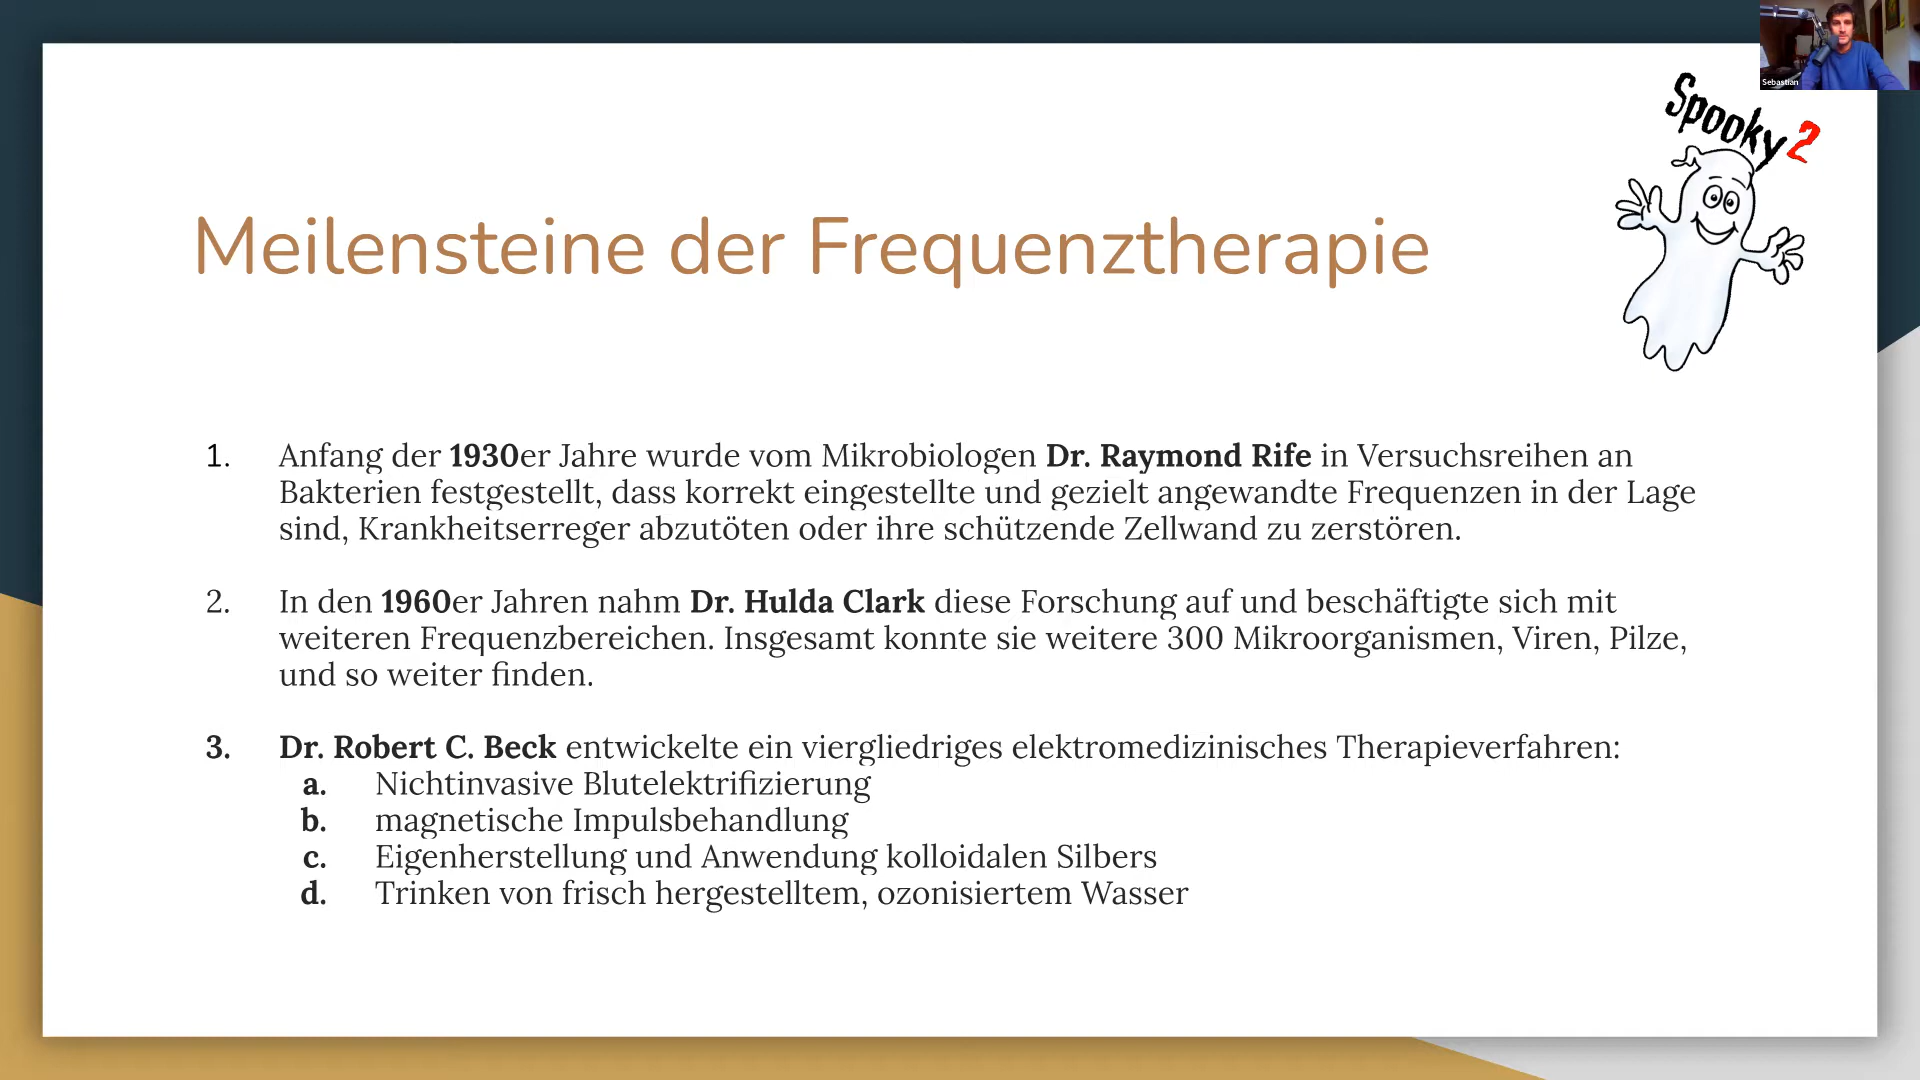 Sebastian
Spooky 2
Meilensteine der Frequenztherapie
1. Anfang der 1930er Jahre wurde vom Mikrobiologen Dr. Raymond Rife in Versuchsreihen an
Bakterien festgestellt, dass korrekt eingestellte und gezielt angewandte Frequenzen in der Lage
sind, Krankheitserreger abzutöten oder ihre schützende Zellwand zu zerstören.
2. In den 1960er Jahren nahm Dr. Hulda Clark diese Forschung auf und beschäftigte sich mit
weiteren Frequenzbereichen. Insgesamt konnte sie weitere 300 Mikroorganismen, Viren, Pilze,
und so weiter finden.
3. Dr. Robert C. Beck entwickelte ein viergliedriges elektromedizinisches Therapieverfahren:
a. Nichtinvasive Blutelektrifizierung
b. magnetische Impulsbehandlung
c. Eigenherstellung und Anwendung kolloidalen Silbers
d. Trinken von frisch hergestelltem, ozonisiertem Wasser